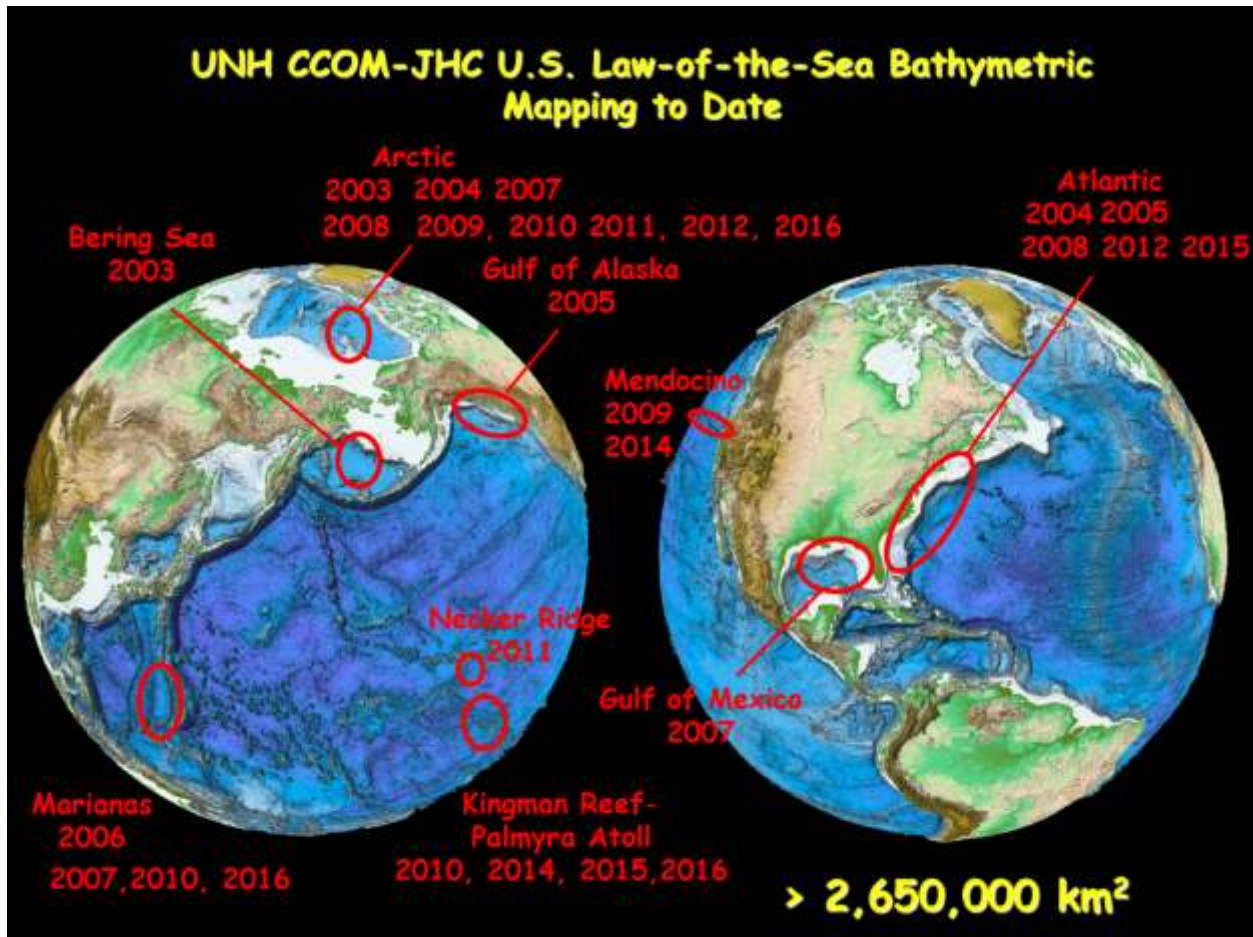 UNH CCOM-JHC U.S. Law-of-the-Sea Bathymetric
Mapping to Date
Arctic
2003 2004 2007
2008 2009, 2010 2011, 2012, 2016
Bering Sea
2003
Gulf of Alaska
2005
Atlantic
2004 2005
2008 2012 2015
Mendocino
2009
2014
Necker Ridge
2011
Gulf of Mexico
2007
Marianas
2006
2007,2010, 2016
Kingman Reef-
Palmyra Atoll
2010, 2014, 2015,2016
> 2,650,000 km²